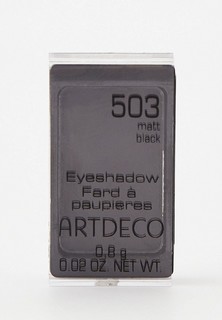 503
matt
black
Eyeshadow
Fard à
paupières
ARTDECO
0,8 g
0.02 OZ. NET WT.